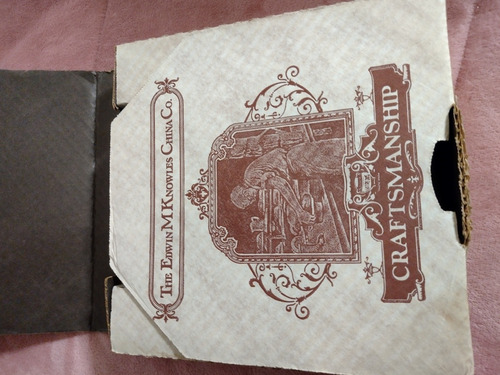 THE EDWIN M KNOWLES CHINA CO.
CRAFTSMANSHIP